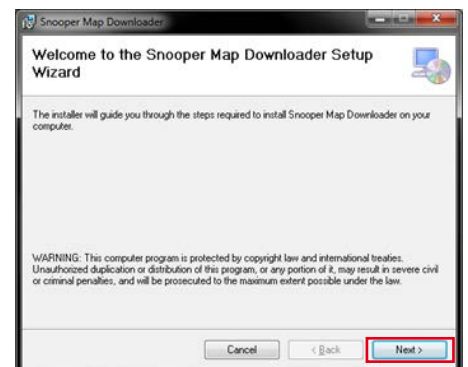 Snooper Map Downloader
Welcome to the Snooper Map Downloader Setup
Wizard
The installer will guide you through the steps required to install Snooper Map Downloader on your
computer.
WARNING: This computer program is protected by copyright law and international treaties.
Unauthorized duplication or distribution of this program, or any portion of it, may result in severe civil
or criminal penalties, and will be prosecuted to the maximum extent possible under the law.
Cancel < Back Next >